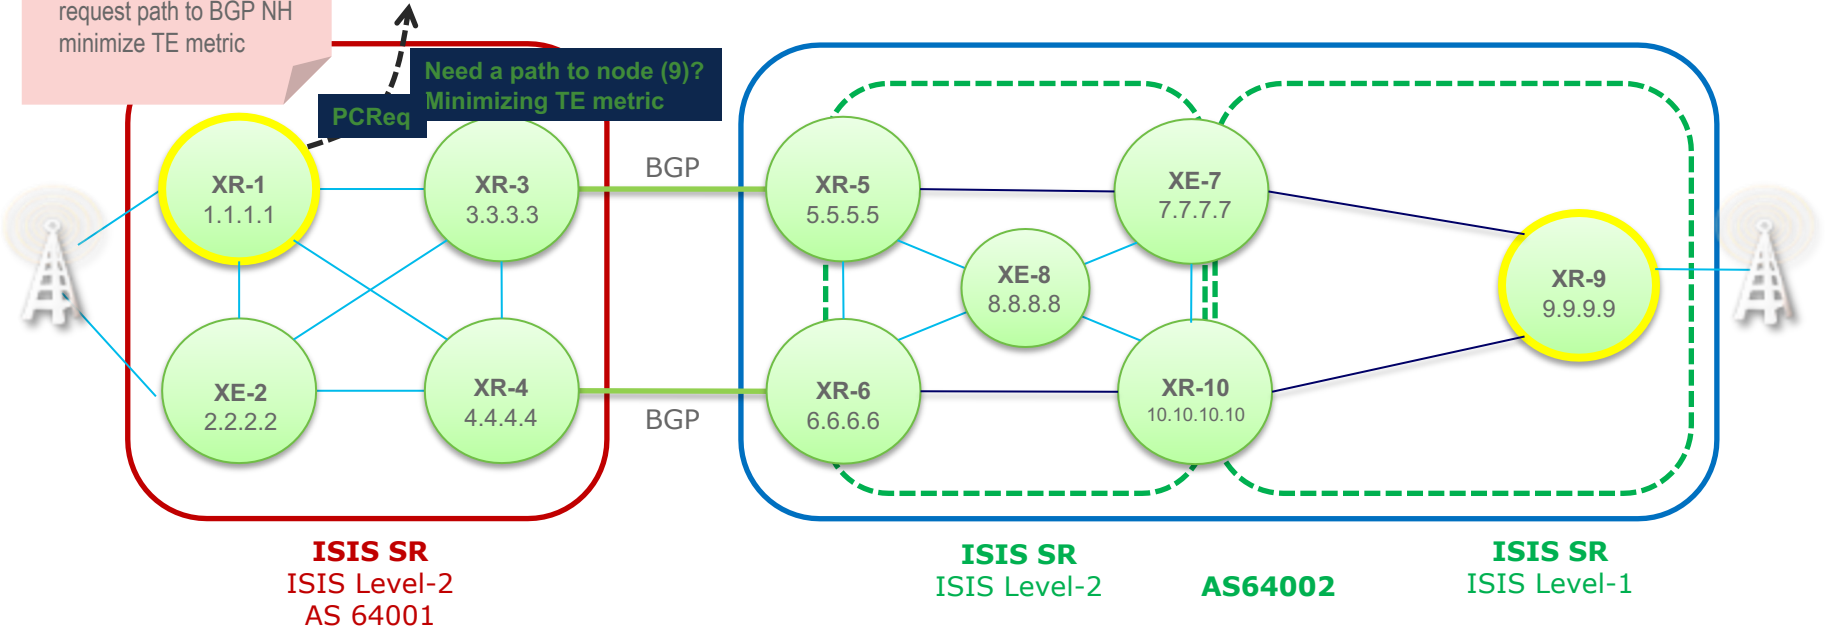 request path to BGP NH
minimize TE metric
Need a path to node (9)?
Minimizing TE metric
PCReq
XR-1
1.1.1.1
XR-3
3.3.3.3
BGP
XR-5
5.5.5.5
XE-7
7.7.7.7
XE-8
8.8.8.8
XR-9
9.9.9.9
XE-2
2.2.2.2
XR-4
4.4.4.4
BGP
XR-6
6.6.6.6
XR-10
10.10.10.10
ISIS SR
ISIS Level-2
AS 64001
ISIS SR
ISIS Level-2
AS64002
ISIS SR
ISIS Level-1